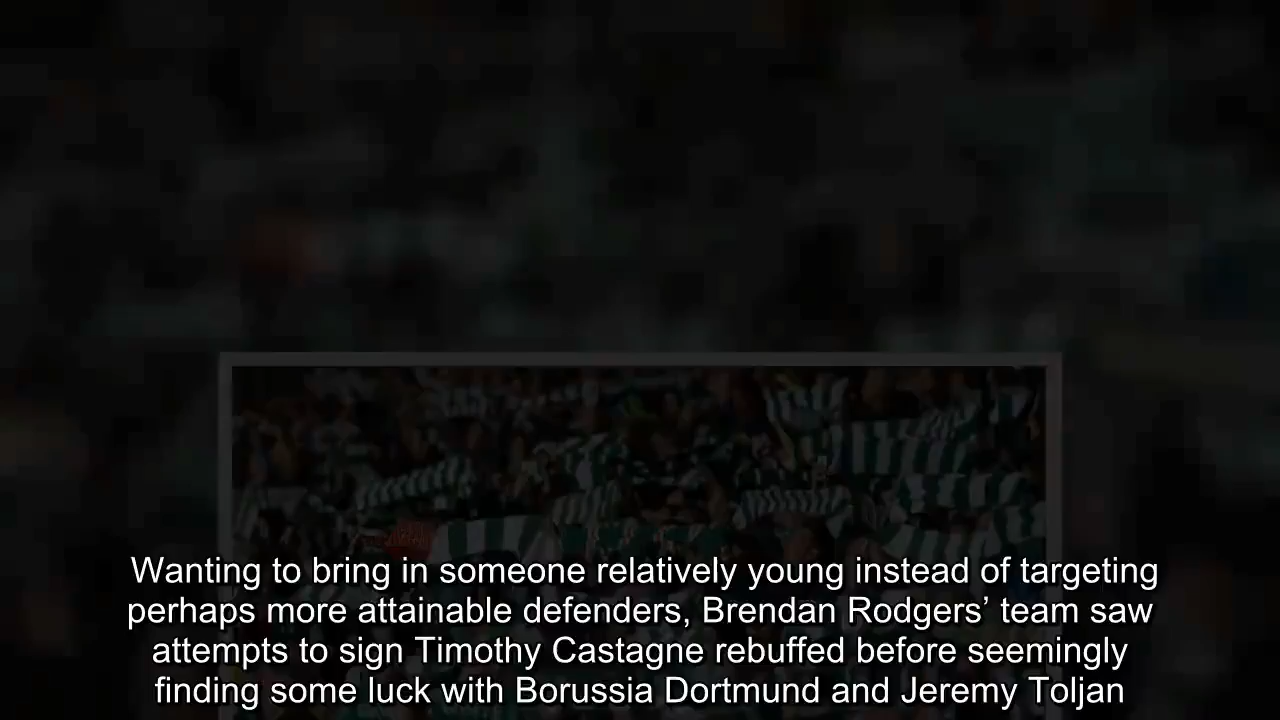 Wanting to bring in someone relatively young instead of targeting
perhaps more attainable defenders, Brendan Rodgers’ team saw
attempts to sign Timothy Castagne rebuffed before seemingly
finding some luck with Borussia Dortmund and Jeremy Toljan